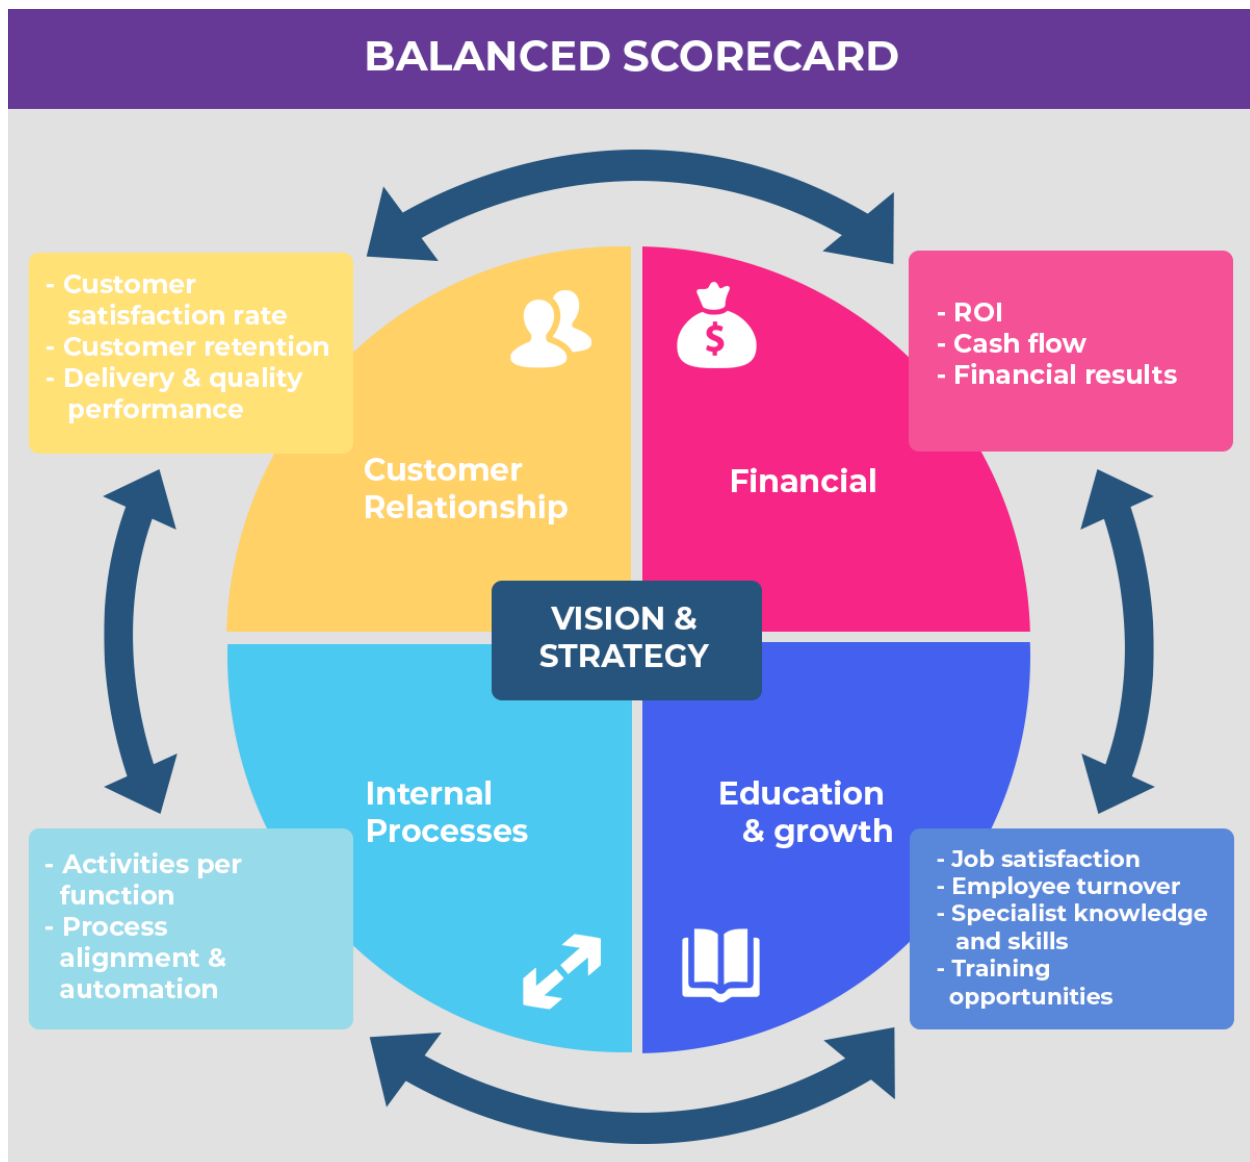 BALANCED SCORECARD
- Customer
satisfaction rate
- Customer retention
- Delivery & quality
performance
- ROI
- Cash flow
- Financial results
Customer
Relationship
$
Financial
VISION &
STRATEGY
Internal
Processes
Education
& growth
- Activities per
function
- Process
alignment &
automation
- Job satisfaction
- Employee turnover
- Specialist knowledge
and skills
- Training
opportunities